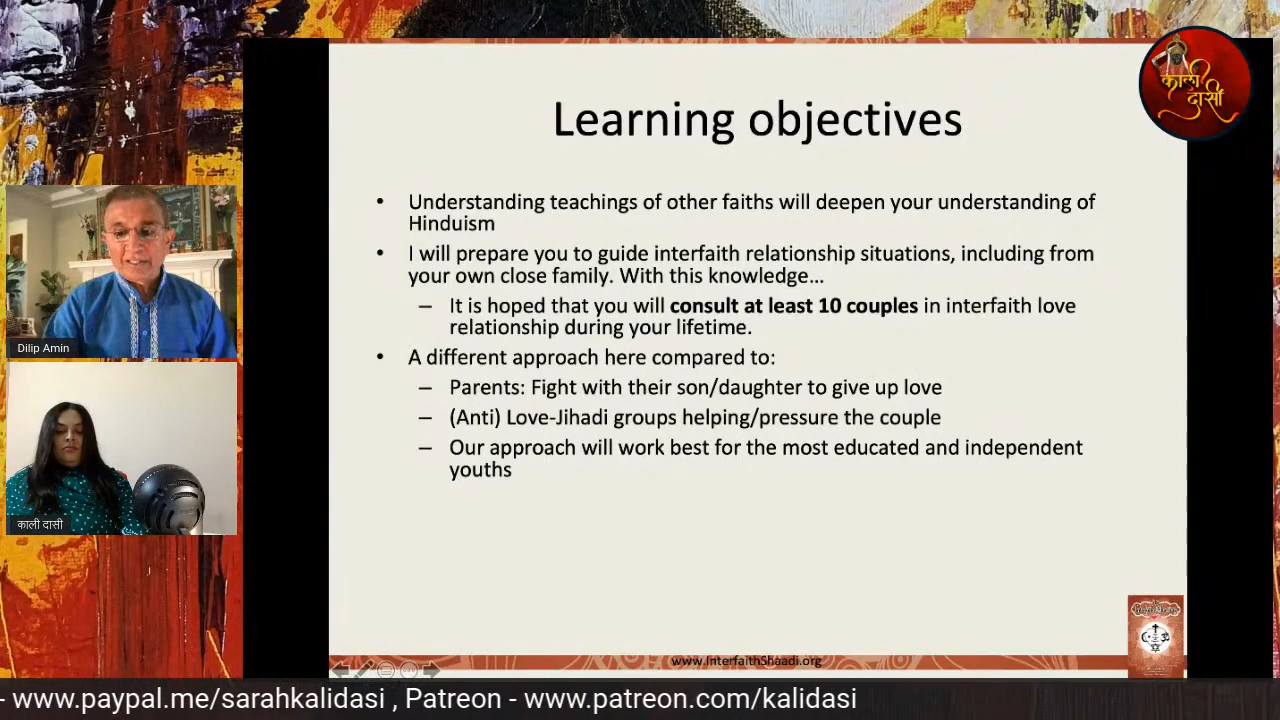 काली
दासी
Learning objectives
• Understanding teachings of other faiths will deepen your understanding of
Hinduism
• I will prepare you to guide interfaith relationship situations, including from
your own close family. With this knowledge…
– It is hoped that you will consult at least 10 couples in interfaith love
relationship during your lifetime.
• A different approach here compared to:
– Parents: Fight with their son/daughter to give up love
– (Anti) Love-Jihadi groups helping/pressure the couple
– Our approach will work best for the most educated and independent
youths
Dilip Amin
काली दासी
www.InterfaithShaadi.org
- www.paypal.me/sarahkalidasi , Patreon - www.patreon.com/kalidasi